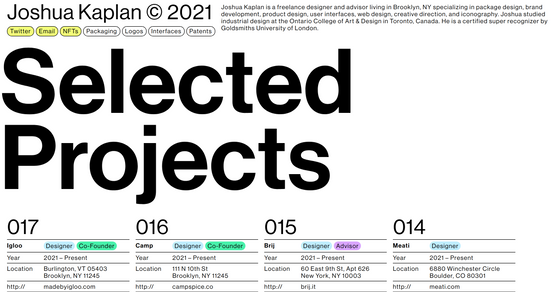 Joshua Kaplan © 2021
Twitter Email NFTs Packaging Logos Interfaces Patents
Joshua Kaplan is a freelance designer and advisor living in Brooklyn, NY specializing in package design, brand
development, product design, user interfaces, web design, creative direction, and iconography. Joshua studied
industrial design at the Ontario College of Art & Design in Toronto, Canada. He is a certified super recognizer by
Goldsmiths University of London.
Selected
Projects
017
Igloo Designer Co-Founder
Year 2021 – Present
Location Burlington, VT 05403
Brooklyn, NY 11245
http:// madebyigloo.com
016
Camp Designer Co-Founder
Year 2021 – Present
Location 111 N 10th St
Brooklyn, NY 11245
http:// campspice.co
015
Brij Designer Advisor
Year 2021 – Present
Location 60 East 9th St, Apt 626
New York, NY 10003
http:// brij.it
014
Meati Designer
Year 2021 – Present
Location 6880 Winchester Circle
Boulder, CO 80301
http:// meati.com